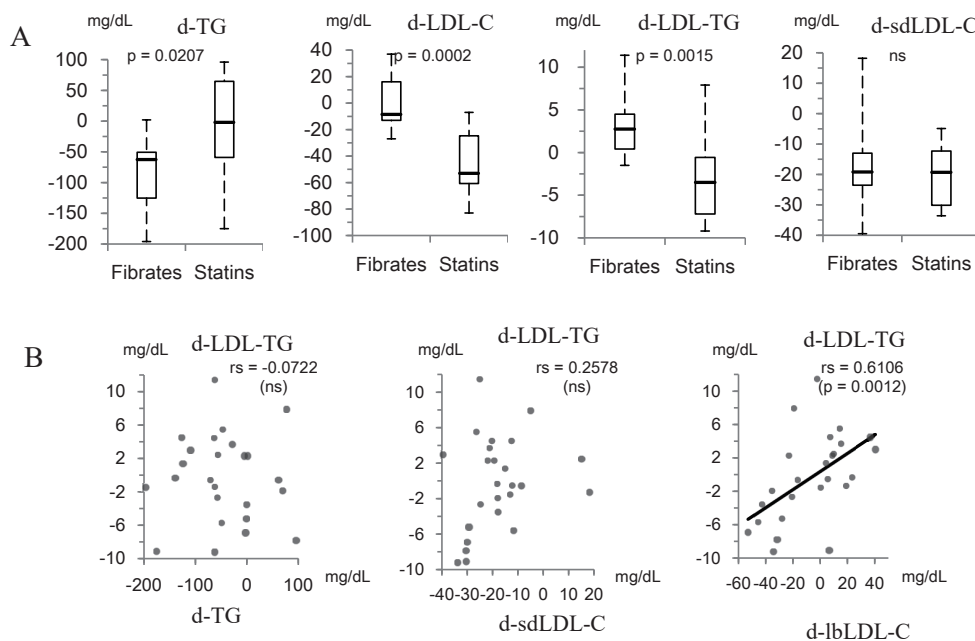 A
mg/dL
d-TG
p = 0.0207
100
50
0
-50
-100
-150
-200
Fibrates Statins
mg/dL
d-LDL-C
p = 0.0002
40
20
0
-20
-40
-60
-80
-100
Fibrates Statins
mg/dL
d-LDL-TG
p = 0.0015
10
5
0
-5
-10
Fibrates Statins
mg/dL
d-sdLDL-C
ns
20
10
0
-10
-20
-30
-40
Fibrates Statins
B
mg/dL
d-LDL-TG
rs = -0.0722
(ns)
10
6
2
-2
-6
-10
-200 -100 0 100
mg/dL
d-TG
mg/dL
d-LDL-TG
rs = 0.2578
(ns)
10
6
2
-2
-6
-10
-40 -30 -20 -10 0 10 20
mg/dL
d-sdLDL-C
mg/dL
d-LDL-TG
rs = 0.6106
(p = 0.0012)
10
6
2
-2
-6
-10
-60 -40 -20 0 20 40
mg/dL
d-lbLDL-C